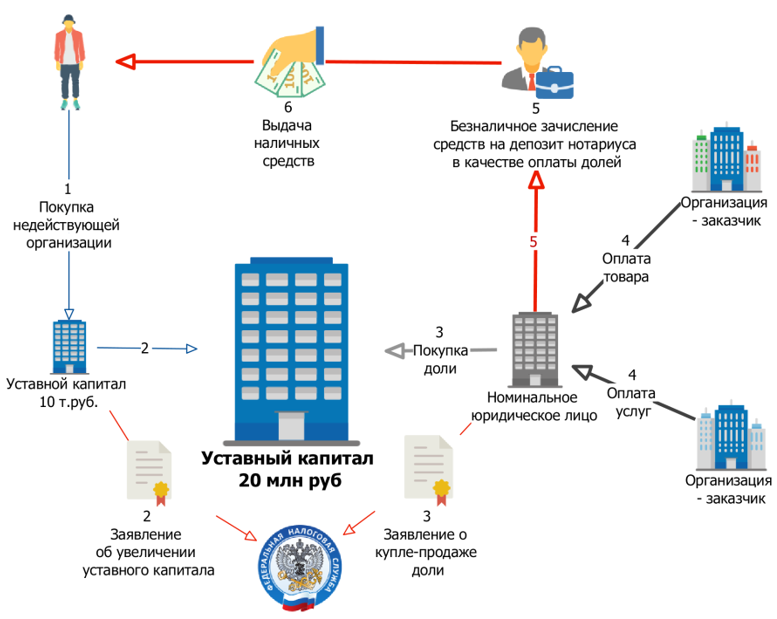 6
Выдача
наличных
средств
5
Безналичное зачисление
средств на депозит нотариуса
в качестве оплаты долей
Организация
- заказчик
1
Покупка
недействующей
организации
5
4
Оплата
товара
2
3
Покупка
доли
Уставной капитал
10 т.руб.
Номинальное
юридическое лицо
4
Оплата
услуг
Уставный капитал
20 млн руб
Организация
- заказчик
2
Заявление
об увеличении
уставного капитала
3
Заявление о
купле-продаже
доли
ФЕДЕРАЛЬНАЯ НАЛОГОВАЯ СЛУЖБА